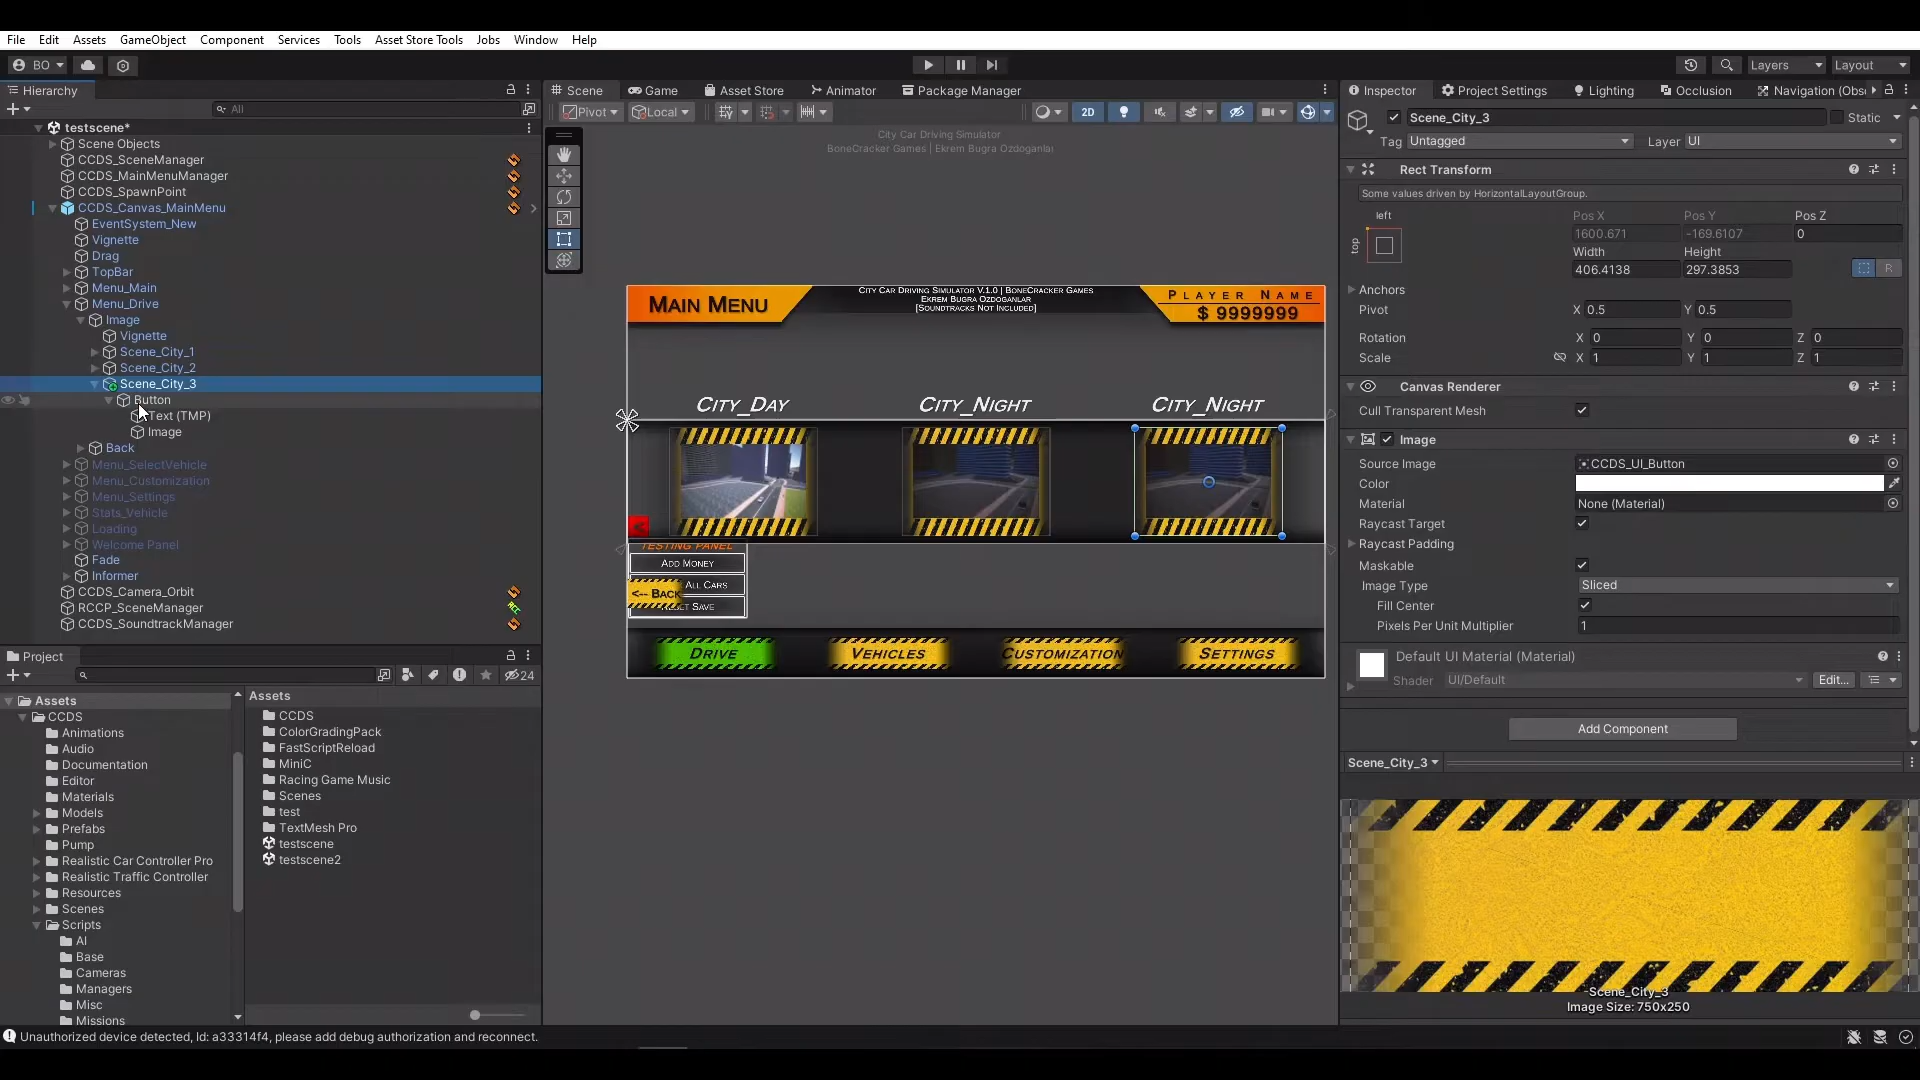 File Edit Assets GameObject Component Services Tools Asset Store Tools Jobs Window Help
BO Layers Layout
Hierarchy
All
testscene*
Scene Objects
CCDS_SceneManager
CCDS_MainMenuManager
CCDS_SpawnPoint
CCDS_Canvas_MainMenu
EventSystem_New
Vignette
Drag
TopBar
Menu_Main
Menu_Drive
Image
Vignette
Scene_City_1
Scene_City_2
Scene_City_3
Button
Text (TMP)
Image
Back
Menu_SelectVehicle
Menu_Customization
Menu_Settings
Stats_Vehicle
Loading
Welcome Panel
Fade
Informer
CCDS_Camera_Orbit
RCCP_SceneManager
CCDS_SoundtrackManager
Project
24
Assets
CCDS
Animations
Audio
Documentation
Editor
Materials
Models
Prefabs
Pump
Realistic Car Controller Pro
Realistic Traffic Controller
Resources
Scenes
Scripts
AI
Base
Cameras
Managers
Misc
Missions
Assets
CCDS
ColorGradingPack
FastScriptReload
MiniC
Racing Game Music
Scenes
test
TextMesh Pro
testscene
testscene2
Scene Game Asset Store Animator Package Manager
Pivot Local 2D
City Car Driving Simulator
BoneCracker Games | Ekrem Bugra Ozdoganlar
MAIN MENU
CITY CAR DRIVING SIMULATOR V.1.0 | BONECRACKER GAMES
EKREM BUGRA OZDOGANLAR
[SOUNDTRACKS NOT INCLUDED]
PLAYER NAME
$ 9999999
CITY_DAY CITY_NIGHT CITY_NIGHT
<
TESTING PANEL
ADD MONEY
ALL CARS
<-- BACK
SAVE
DRIVE VEHICLES CUSTOMIZATION SETTINGS
Inspector Project Settings Lighting Occlusion Navigation (Obs
Scene_City_3 Static
Tag Untagged Layer UI
Rect Transform
Some values driven by HorizontalLayoutGroup.
left
top
Pos X Pos Y Pos Z
1600.671 -169.6107 0
Width Height
406.4138 297.3853 R
Anchors
Pivot X 0.5 Y 0.5
Rotation X 0 Y 0 Z 0
Scale X 1 Y 1 Z 1
Canvas Renderer
Cull Transparent Mesh
Image
Source Image CCDS_UI_Button
Color
Material None (Material)
Raycast Target
Raycast Padding
Maskable
Image Type Sliced
Fill Center
Pixels Per Unit Multiplier 1
Default UI Material (Material)
Shader UI/Default Edit...
Add Component
Scene_City_3
Scene_City_3
Image Size: 750x250
Unauthorized device detected, Id: a33314f4, please add debug authorization and reconnect.